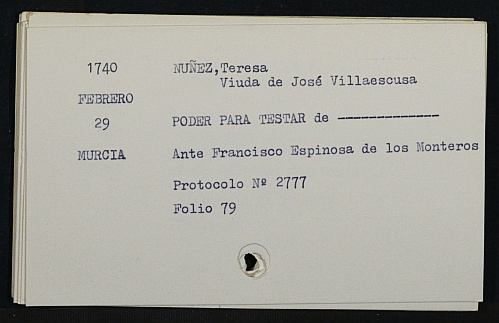 1740 NUÑEZ,Teresa
Viuda de José Villaescusa
FEBRERO
29 PODER PARA TESTAR de -------------
MURCIA Ante Francisco Espinosa de los Monteros
Protocolo Nº 2777
Folio 79